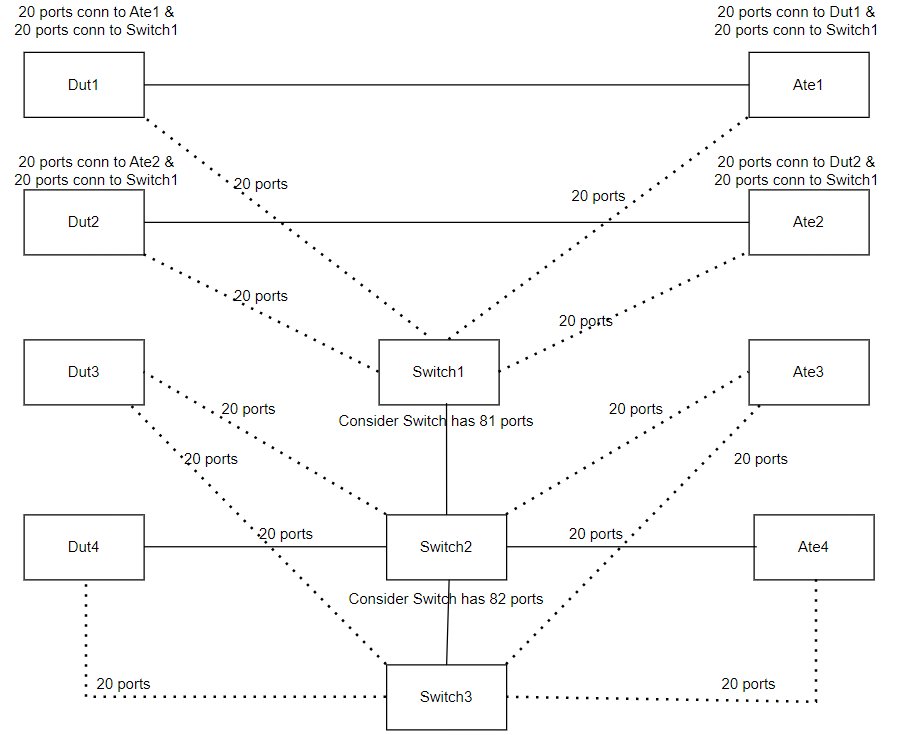 20 ports conn to Ate1 &
20 ports conn to Switch1
20 ports conn to Dut1 &
20 ports conn to Switch1
Dut1
Ate1
20 ports conn to Ate2 &
20 ports conn to Switch1
20 ports conn to Dut2 &
20 ports conn to Switch1
20 ports
20 ports
Dut2
Ate2
20 ports
20 ports
Dut3
Switch1
Ate3
20 ports
Consider Switch has 81 ports
20 ports
20 ports
20 ports
Dut4
20 ports
Switch2
20 ports
Ate4
Consider Switch has 82 ports
20 ports
Switch3
20 ports